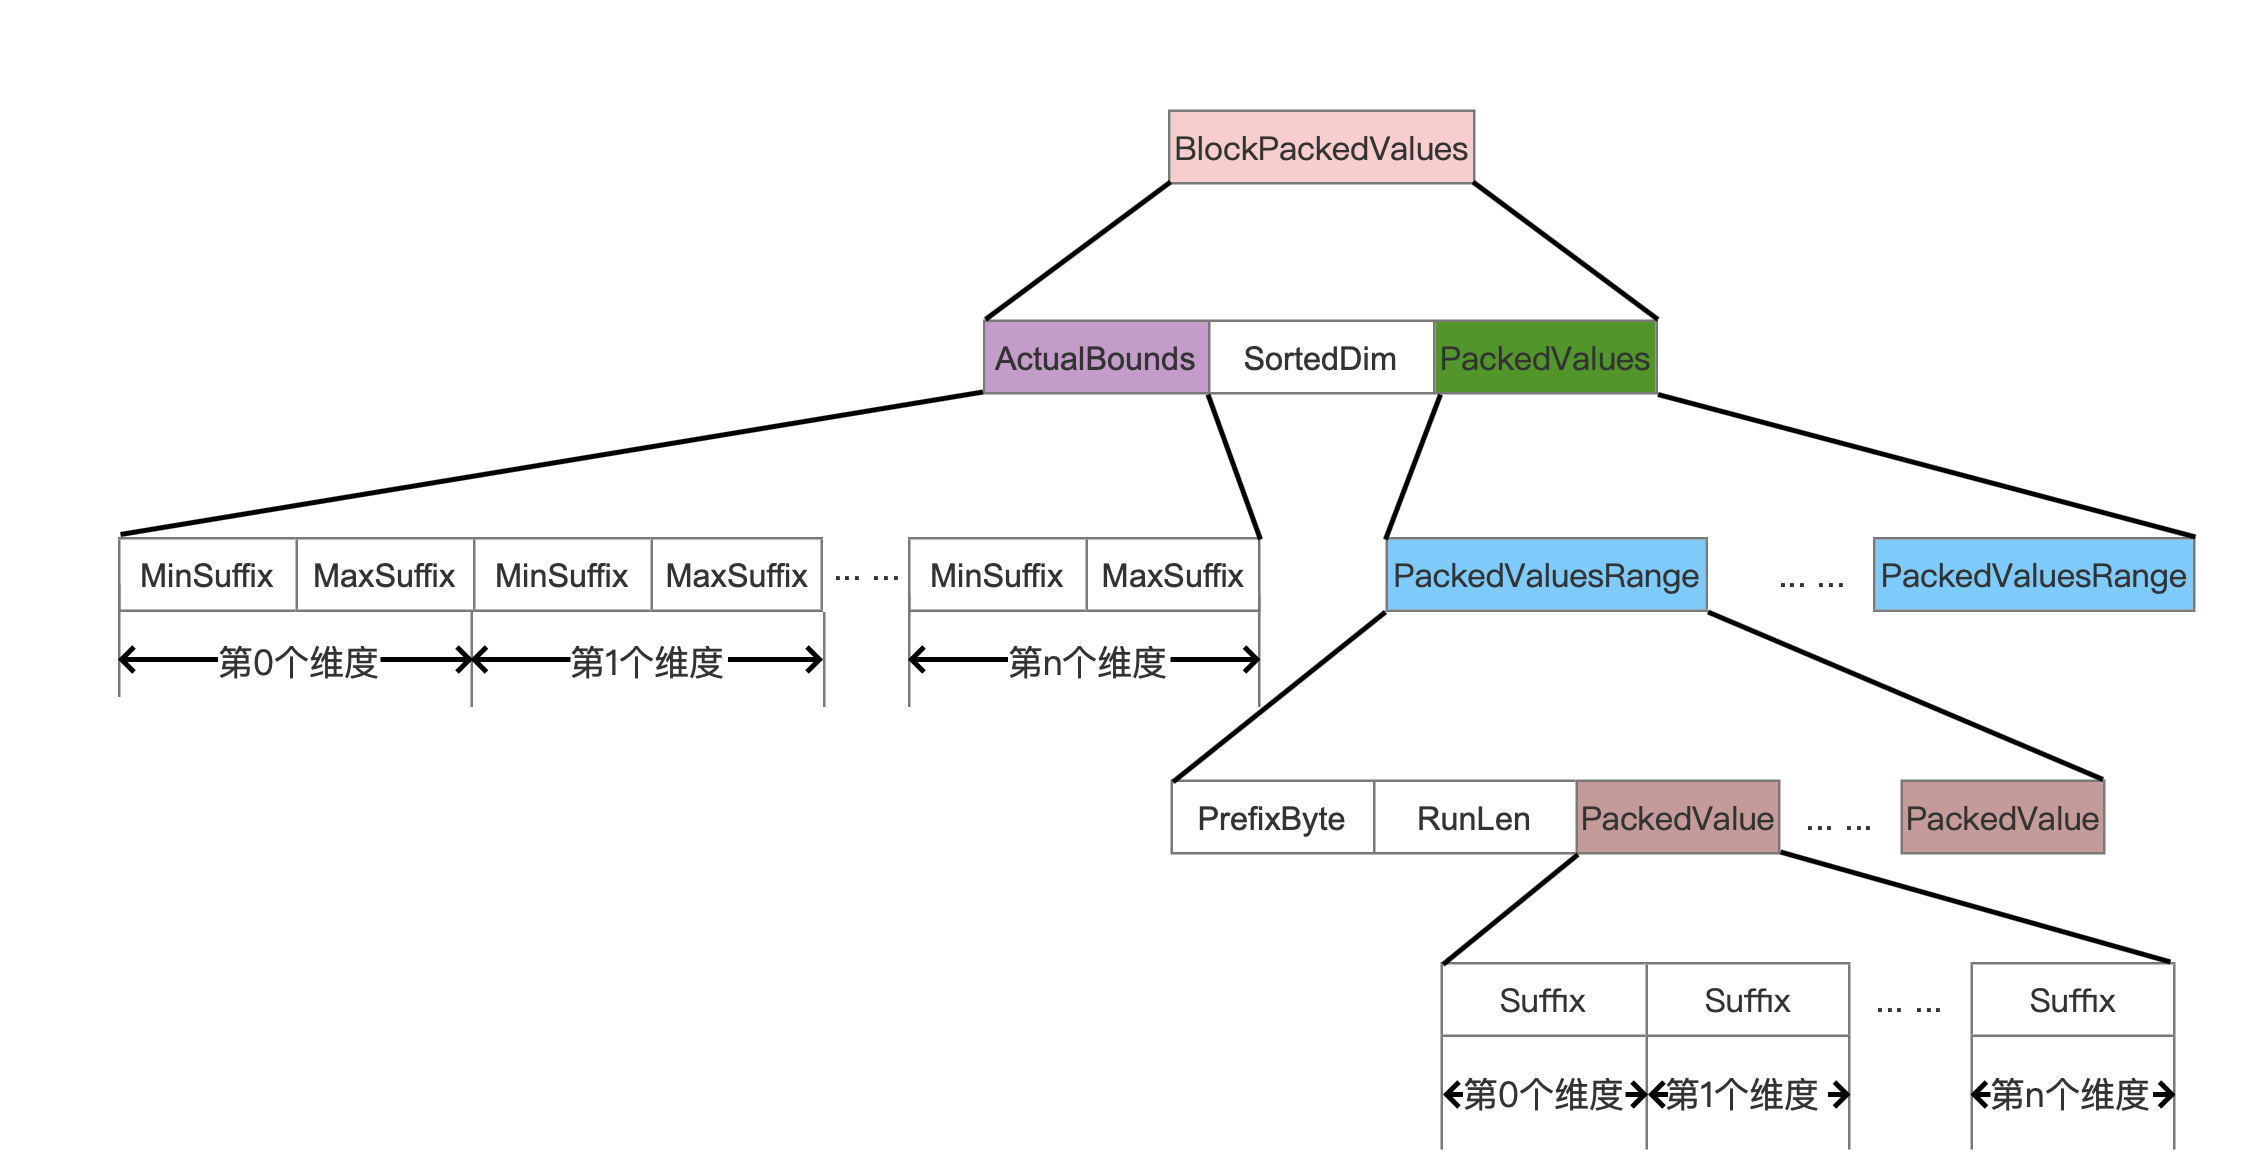 BlockPackedValues
ActualBounds SortedDim PackedValues
MinSuffix MaxSuffix MinSuffix MaxSuffix ... ... MinSuffix MaxSuffix PackedValuesRange ... ... PackedValuesRange
第0个维度 第1个维度 第n个维度
PrefixByte RunLen PackedValue ... ... PackedValue
Suffix Suffix ... ... Suffix
第0个维度 第1个维度 第n个维度